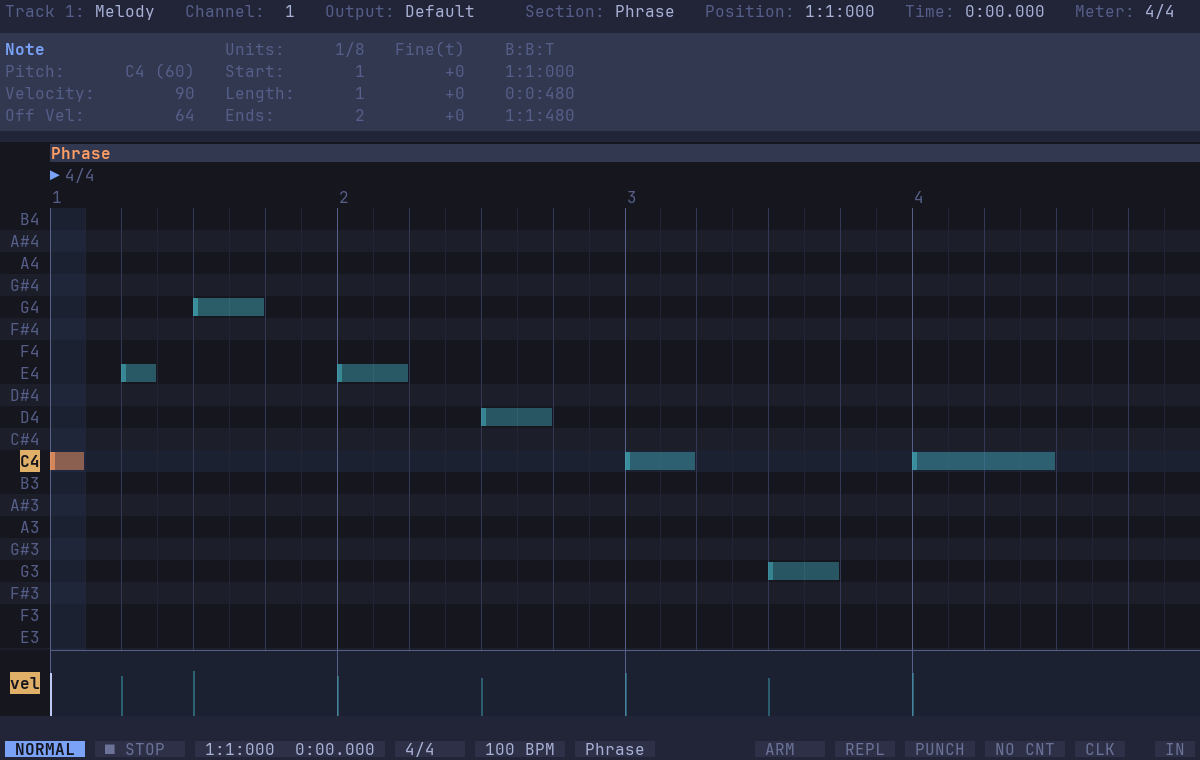 Track 1: Melody Channel: 1 Output: Default Section: Phrase Position: 1:1:000 Time: 0:00.000 Meter: 4/4
Note Units: 1/8 Fine(t) B:B:T
Pitch: C4 (60) Start: 1 +0 1:1:000
Velocity: 90 Length: 1 +0 0:0:480
Off Vel: 64 Ends: 2 +0 1:1:480
Phrase
▶ 4/4
1 2 3 4
B4
A#4
A4
G#4
G4
F#4
F4
E4
D#4
D4
C#4
C4
B3
A#3
A3
G#3
G3
F#3
F3
E3
vel
NORMAL ■ STOP 1:1:000 0:00.000 4/4 100 BPM Phrase ARM REPL PUNCH NO CNT CLK IN